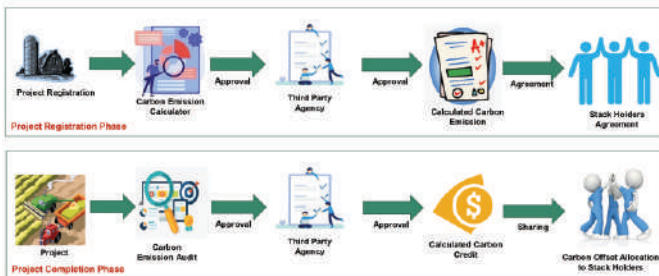 Project Registration
Carbon Emission
Calculator
Approval
Third Party
Agency
Approval
A+
Calculated Carbon
Emission
Agreement
Stack Holders
Agreement
Project Registration Phase
Project
Carbon
Emission Audit
Approval
Third Party
Agency
Approval
$
Calculated Carbon
Credit
Sharing
Carbon Offset Allocation
to Stack Holders
Project Completion Phase